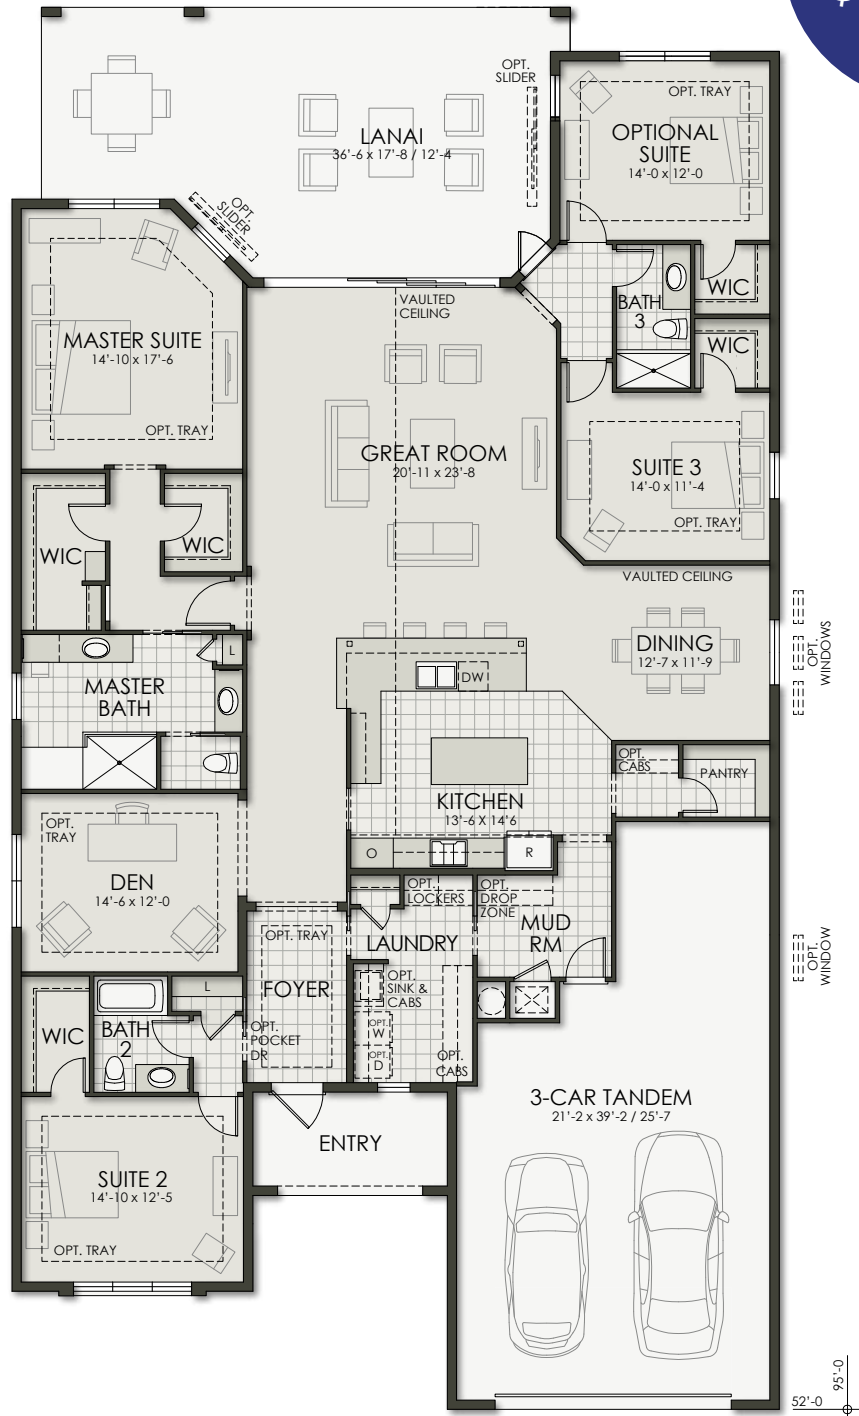 OPT.
SLIDER
OPT. TRAY
LANAI
36'-6 x 17'-8 / 12'-4
OPTIONAL
SUITE
14'-0 x 12'-0
OPT.
SLIDER
WIC
VAULTED
CEILING
BATH
3
MASTER SUITE
14'-10 x 17'-6
WIC
OPT. TRAY
GREAT ROOM
20'-11 x 23'-8
SUITE 3
14'-0 x 11'-4
OPT. TRAY
WIC
WIC
VAULTED CEILING
DINING
12'-7 x 11'-9
OPT.
WINDOWS
L
DW
MASTER
BATH
OPT.
CABS
PANTRY
KITCHEN
13'-6 X 14'6
OPT.
TRAY
O
R
DEN
14'-6 x 12'-0
OPT.
LOCKERS
OPT.
DROP
ZONE
MUD
RM
OPT. TRAY
LAUNDRY
OPT.
WINDOW
L
FOYER
OPT.
SINK &
CABS
WIC
BATH
2
OPT.
POCKET
DR
OPT.
W
OPT.
D
OPT.
CABS
3-CAR TANDEM
21'-2 x 39'-2 / 25'-7
ENTRY
SUITE 2
14'-10 x 12'-5
OPT. TRAY
95'-0
52'-0